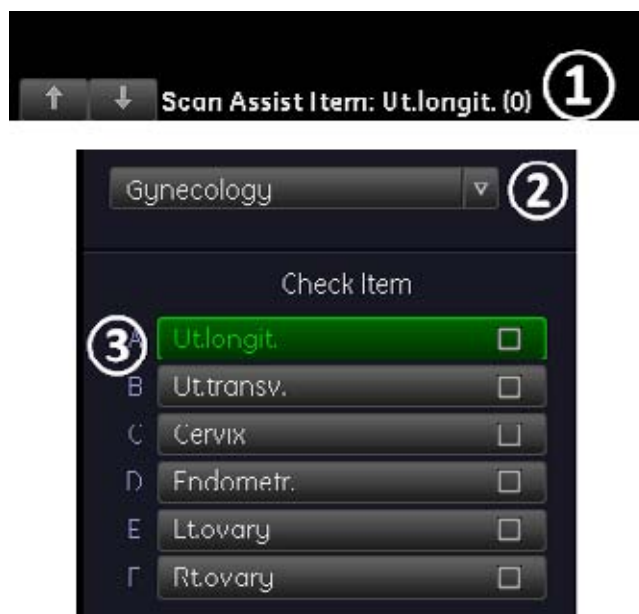 Scan Assist Item: Ut.longit. (0) 1
Gynecology 2
Check Item
3 A Ut.longit.
B Ut.transv.
C Cervix
D Endometr.
E Lt.ovary
F Rt.ovary